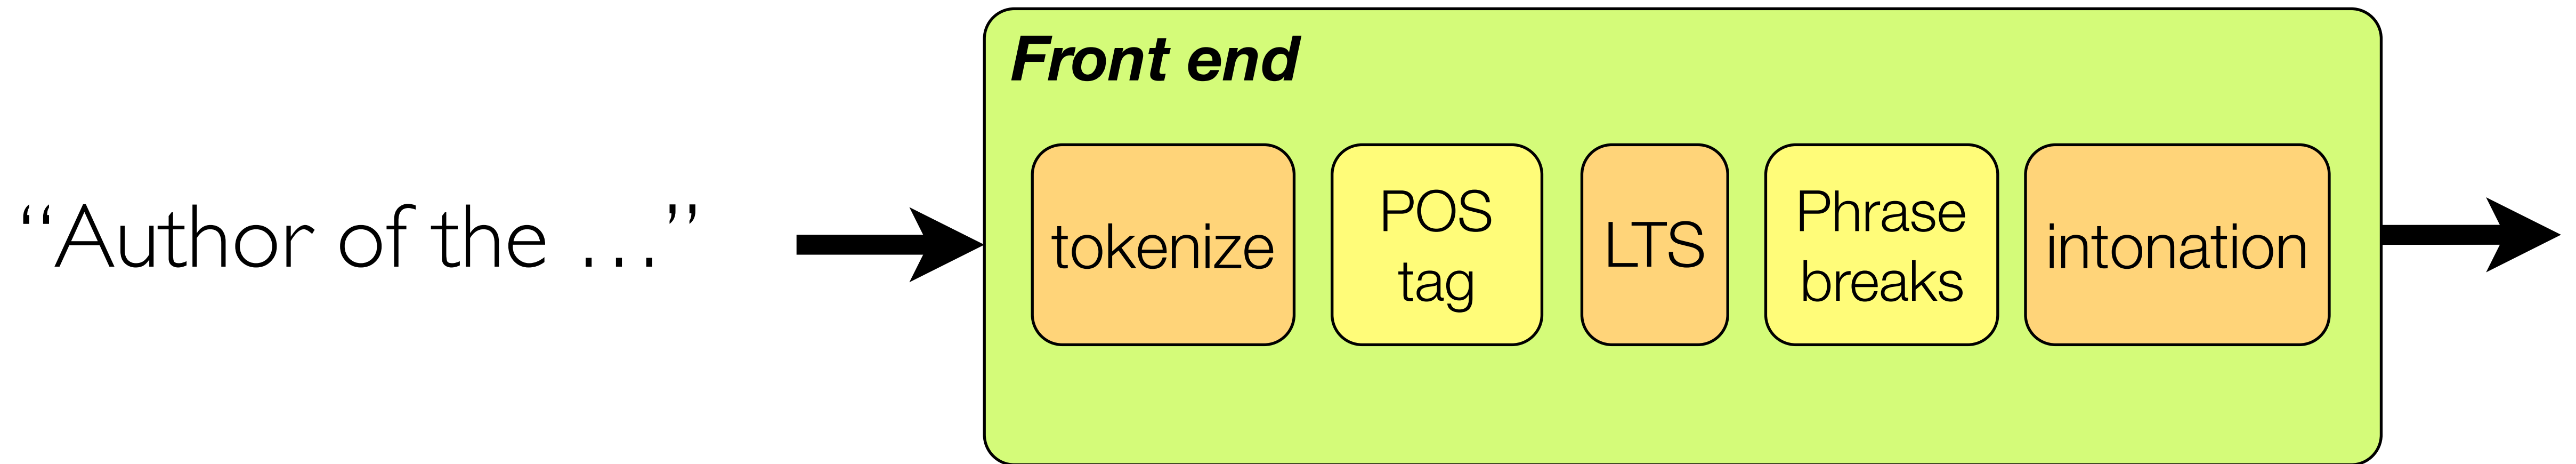 Front end
“Author of the …”
tokenize
POS
tag
LTS
Phrase
breaks
intonation